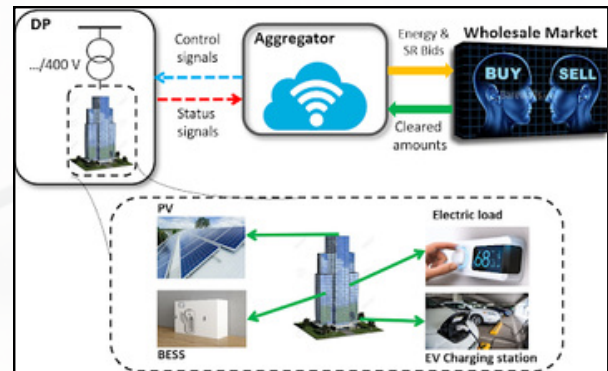 DP
.../400 V
Control
signals
Status
signals
Aggregator
Energy &
SR Bids
Cleared
amounts
Wholesale Market
BUY
SELL
PV
BESS
Electric load
68
EV Charging station